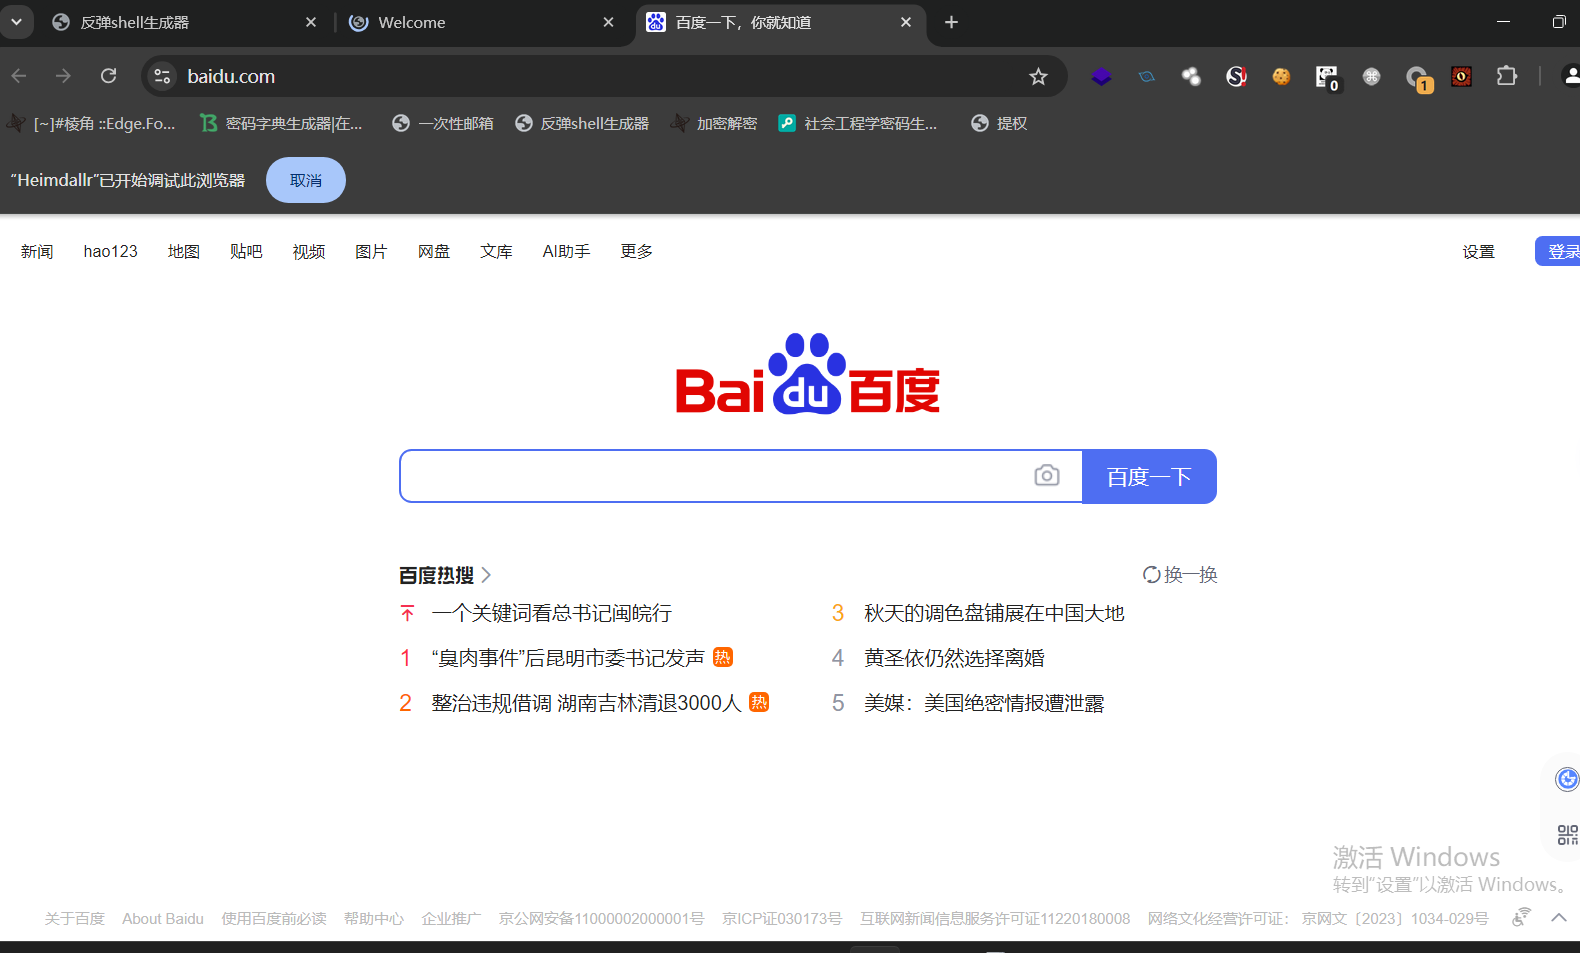 反弹shell生成器
Welcome
百度一下，你就知道
baidu.com
0
1
[~]#棱角 ::Edge.Fo...
密码字典生成器|在...
一次性邮箱
反弹shell生成器
加密解密
社会工程学密码生...
提权
“Heimdallr”已开始调试此浏览器
取消
新闻
hao123
地图
贴吧
视频
图片
网盘
文库
AI助手
更多
设置
登录
Bai du 百度
百度一下
百度热搜
换一换
一个关键词看总书记闽皖行
1 “臭肉事件”后昆明市委书记发声 热
2 整治违规借调 湖南吉林清退3000人 热
3 秋天的调色盘铺展在中国大地
4 黄圣依仍然选择离婚
5 美媒：美国绝密情报遭泄露
激活 Windows
转到“设置”以激活 Windows。
关于百度
About Baidu
使用百度前必读
帮助中心
企业推广
京公网安备11000002000001号
京ICP证030173号
互联网新闻信息服务许可证11220180008
网络文化经营许可证： 京网文〔2023〕1034-029号